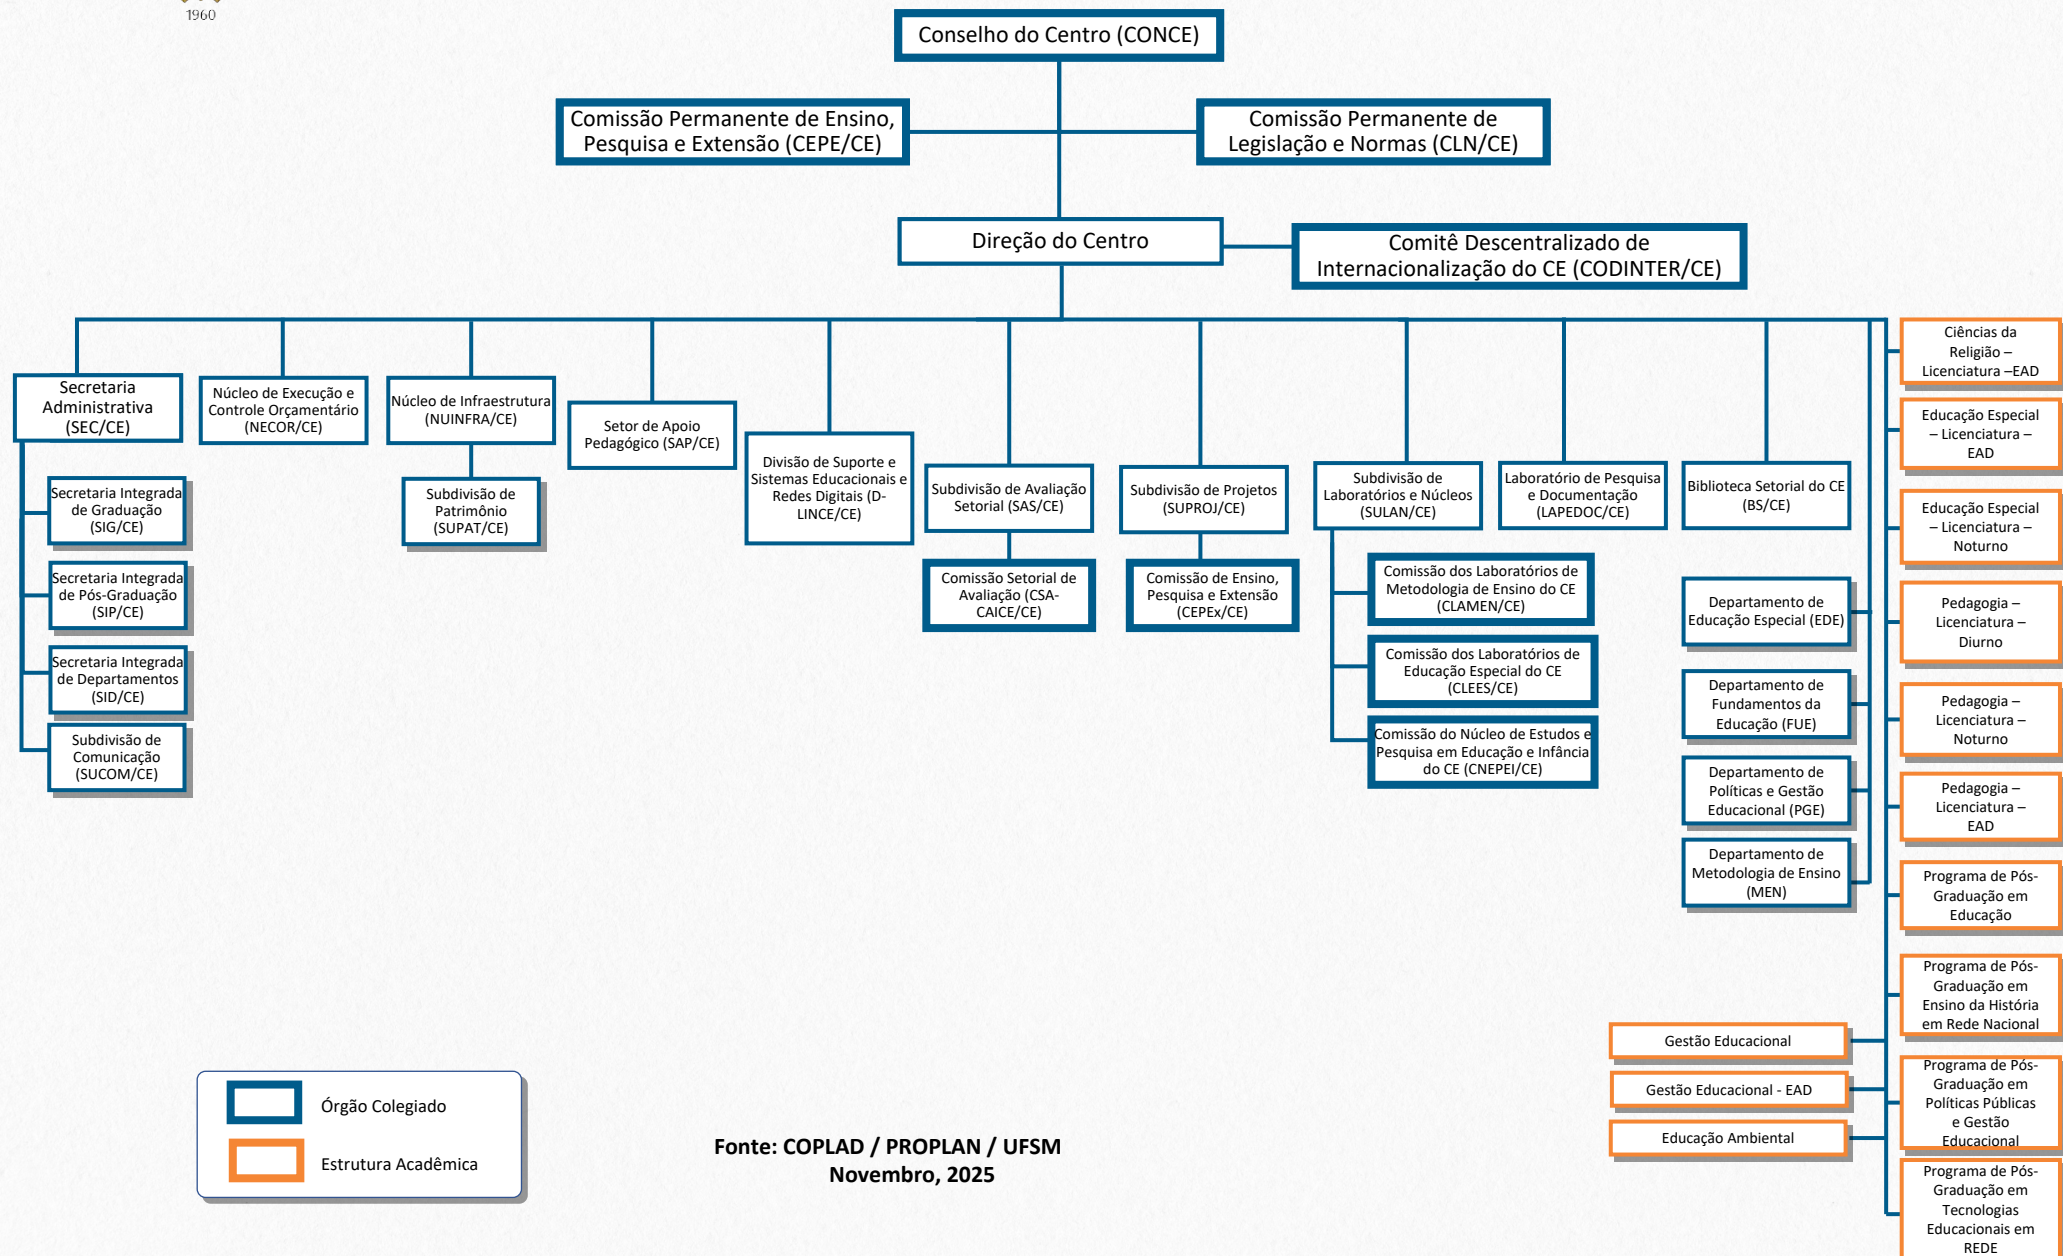 1960
Conselho do Centro (CONCE)
Comissão Permanente de Ensino,
Pesquisa e Extensão (CEPE/CE)
Comissão Permanente de
Legislação e Normas (CLN/CE)
Direção do Centro
Comitê Descentralizado de
Internacionalização do CE (CODINTER/CE)
Secretaria
Administrativa
(SEC/CE)
Núcleo de Execução e
Controle Orçamentário
(NECOR/CE)
Núcleo de Infraestrutura
(NUINFRA/CE)
Setor de Apoio
Pedagógico (SAP/CE)
Divisão de Suporte e
Sistemas Educacionais e
Redes Digitais (D-
LINCE/CE)
Subdivisão de Avaliação
Setorial (SAS/CE)
Subdivisão de Projetos
(SUPROJ/CE)
Subdivisão de
Laboratórios e Núcleos
(SULAN/CE)
Laboratório de Pesquisa
e Documentação
(LAPEDOC/CE)
Biblioteca Setorial do CE
(BS/CE)
Secretaria Integrada
de Graduação
(SIG/CE)
Secretaria Integrada
de Pós-Graduação
(SIP/CE)
Secretaria Integrada
de Departamentos
(SID/CE)
Subdivisão de
Comunicação
(SUCOM/CE)
Subdivisão de
Patrimônio
(SUPAT/CE)
Comissão Setorial de
Avaliação (CSA-
CAICE/CE)
Comissão de Ensino,
Pesquisa e Extensão
(CEPEx/CE)
Comissão dos Laboratórios de
Metodologia de Ensino do CE
(CLAMEN/CE)
Comissão dos Laboratórios de
Educação Especial do CE
(CLEES/CE)
Comissão do Núcleo de Estudos e
Pesquisa em Educação e Infância
do CE (CNEPEI/CE)
Departamento de
Educação Especial (EDE)
Departamento de
Fundamentos da
Educação (FUE)
Departamento de
Políticas e Gestão
Educacional (PGE)
Departamento de
Metodologia de Ensino
(MEN)
Ciências da
Religião –
Licenciatura –EAD
Educação Especial
– Licenciatura –
EAD
Educação Especial
– Licenciatura –
Noturno
Pedagogia –
Licenciatura –
Diurno
Pedagogia –
Licenciatura –
Noturno
Pedagogia –
Licenciatura –
EAD
Programa de Pós-
Graduação em
Educação
Programa de Pós-
Graduação em
Ensino da História
em Rede Nacional
Programa de Pós-
Graduação em
Políticas Públicas
e Gestão
Educacional
Programa de Pós-
Graduação em
Tecnologias
Educacionais em
REDE
Gestão Educacional
Gestão Educacional - EAD
Educação Ambiental
Órgão Colegiado
Estrutura Acadêmica
Fonte: COPLAD / PROPLAN / UFSM
Novembro, 2025